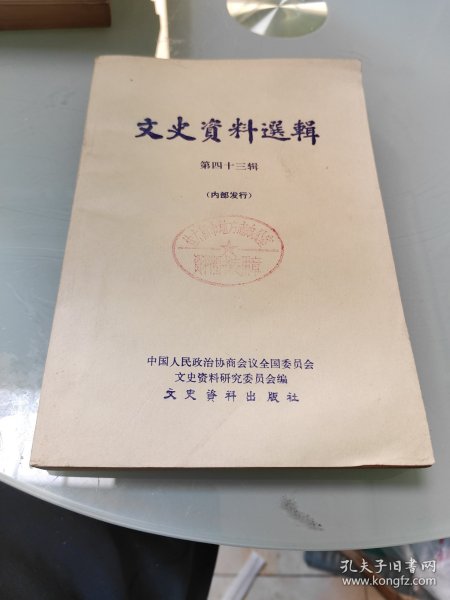 文史資料選輯
第四十三辑
（内部发行）
中国人民政治协商会议全国委员会
文史资料研究委员会编
文史资料出版社
孔夫子旧书网
www.kongfz.com